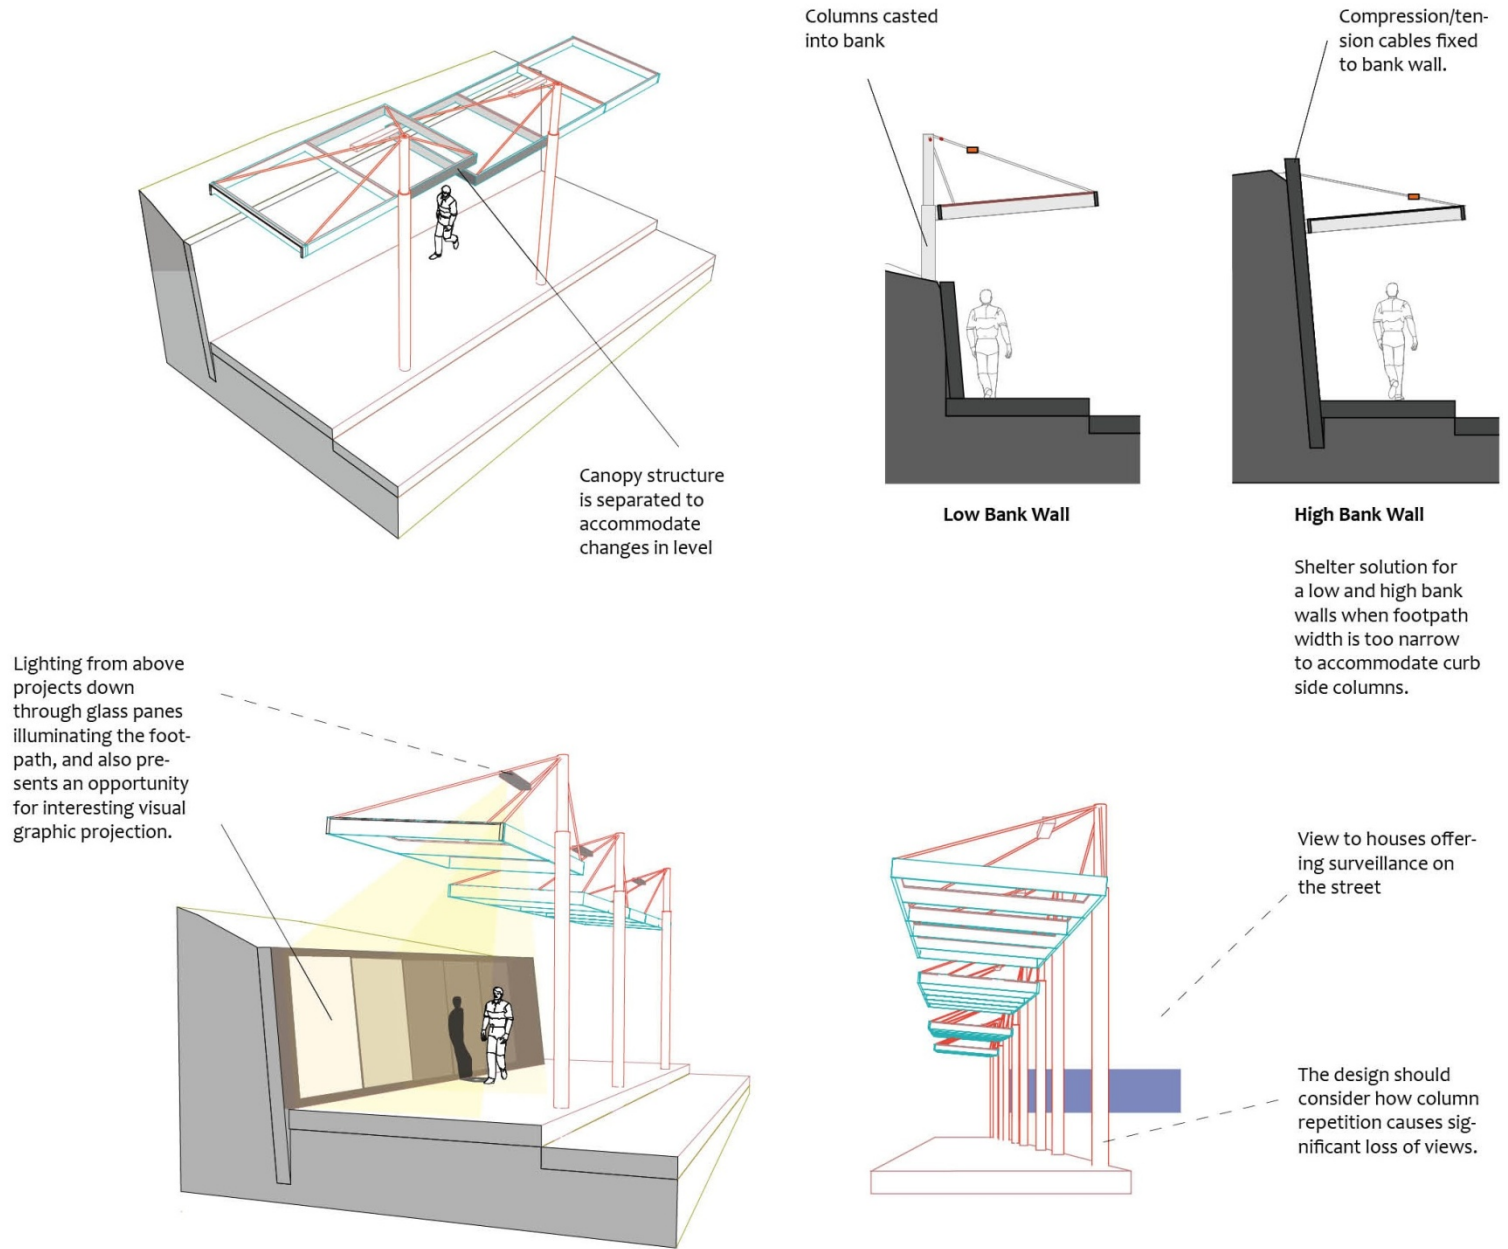 Columns casted
into bank
Compression/ten-
sion cables fixed
to bank wall.
Canopy structure
is separated to
accommodate
changes in level
Low Bank Wall
High Bank Wall
Shelter solution for
a low and high bank
walls when footpath
width is too narrow
to accommodate curb
side columns.
Lighting from above
projects down
through glass panes
illuminating the foot-
path, and also pre-
sents an opportunity
for interesting visual
graphic projection.
View to houses offer-
ing surveillance on
the street
The design should
consider how column
repetition causes sig-
nificant loss of views.